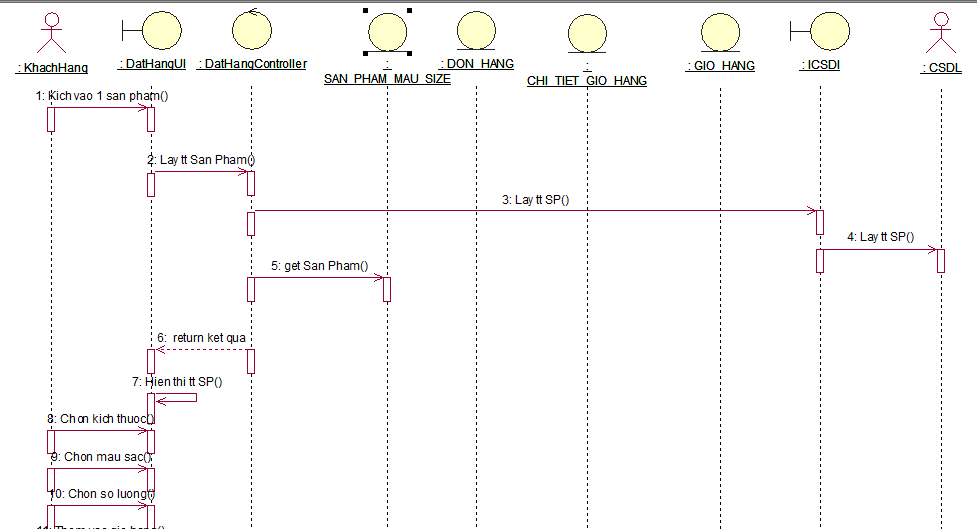 : KhachHang
: DatHangUI
: DatHangController
:
SAN_PHAM_MAU_SIZE
: DON_HANG
:
CHI_TIET_GIO_HANG
: GIO_HANG
: ICSDl
: CSDL
1: Kich vao 1 san pham()
2: Lay tt San Pham()
3: Lay tt SP()
4: Lay tt SP()
5: get San Pham()
6: return ket qua
7: Hien thi tt SP()
8: Chon kich thuoc()
9: Chon mau sac()
10: Chon so luong()